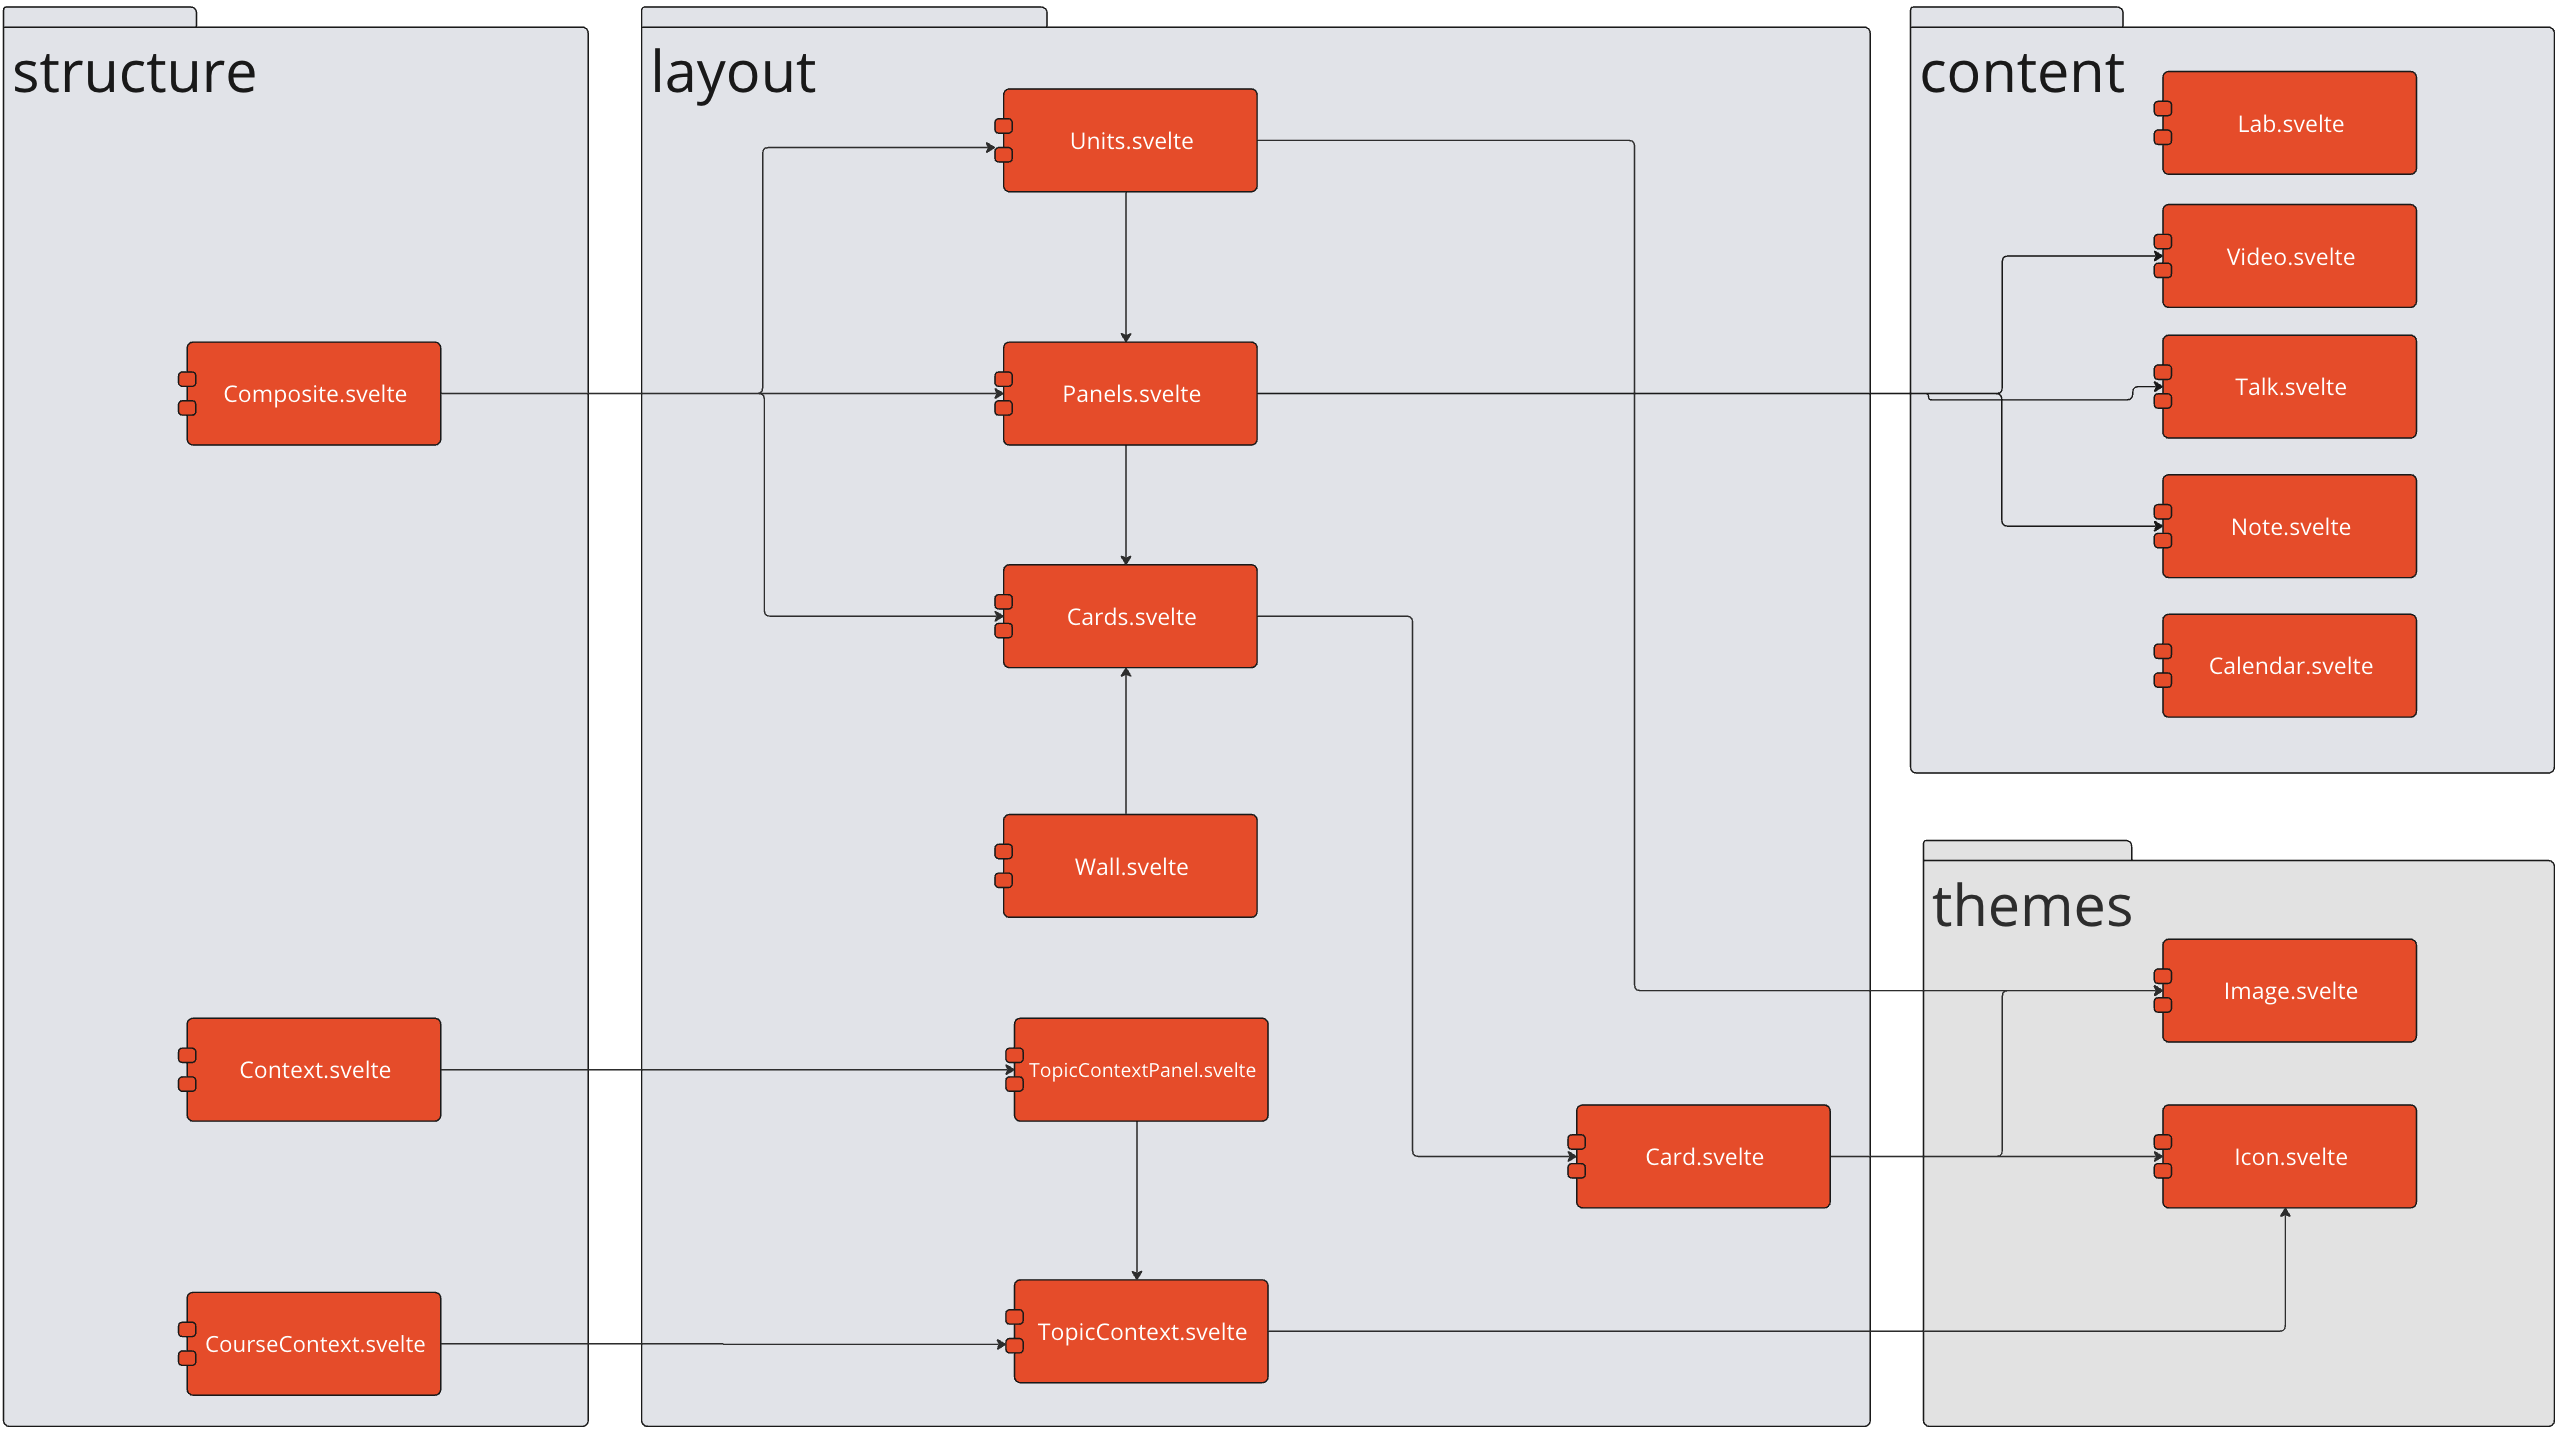 structure
Composite.svelte
Context.svelte
CourseContext.svelte
layout
Units.svelte
Panels.svelte
Cards.svelte
Wall.svelte
TopicContextPanel.svelte
Card.svelte
TopicContext.svelte
content
Lab.svelte
Video.svelte
Talk.svelte
Note.svelte
Calendar.svelte
themes
Image.svelte
Icon.svelte